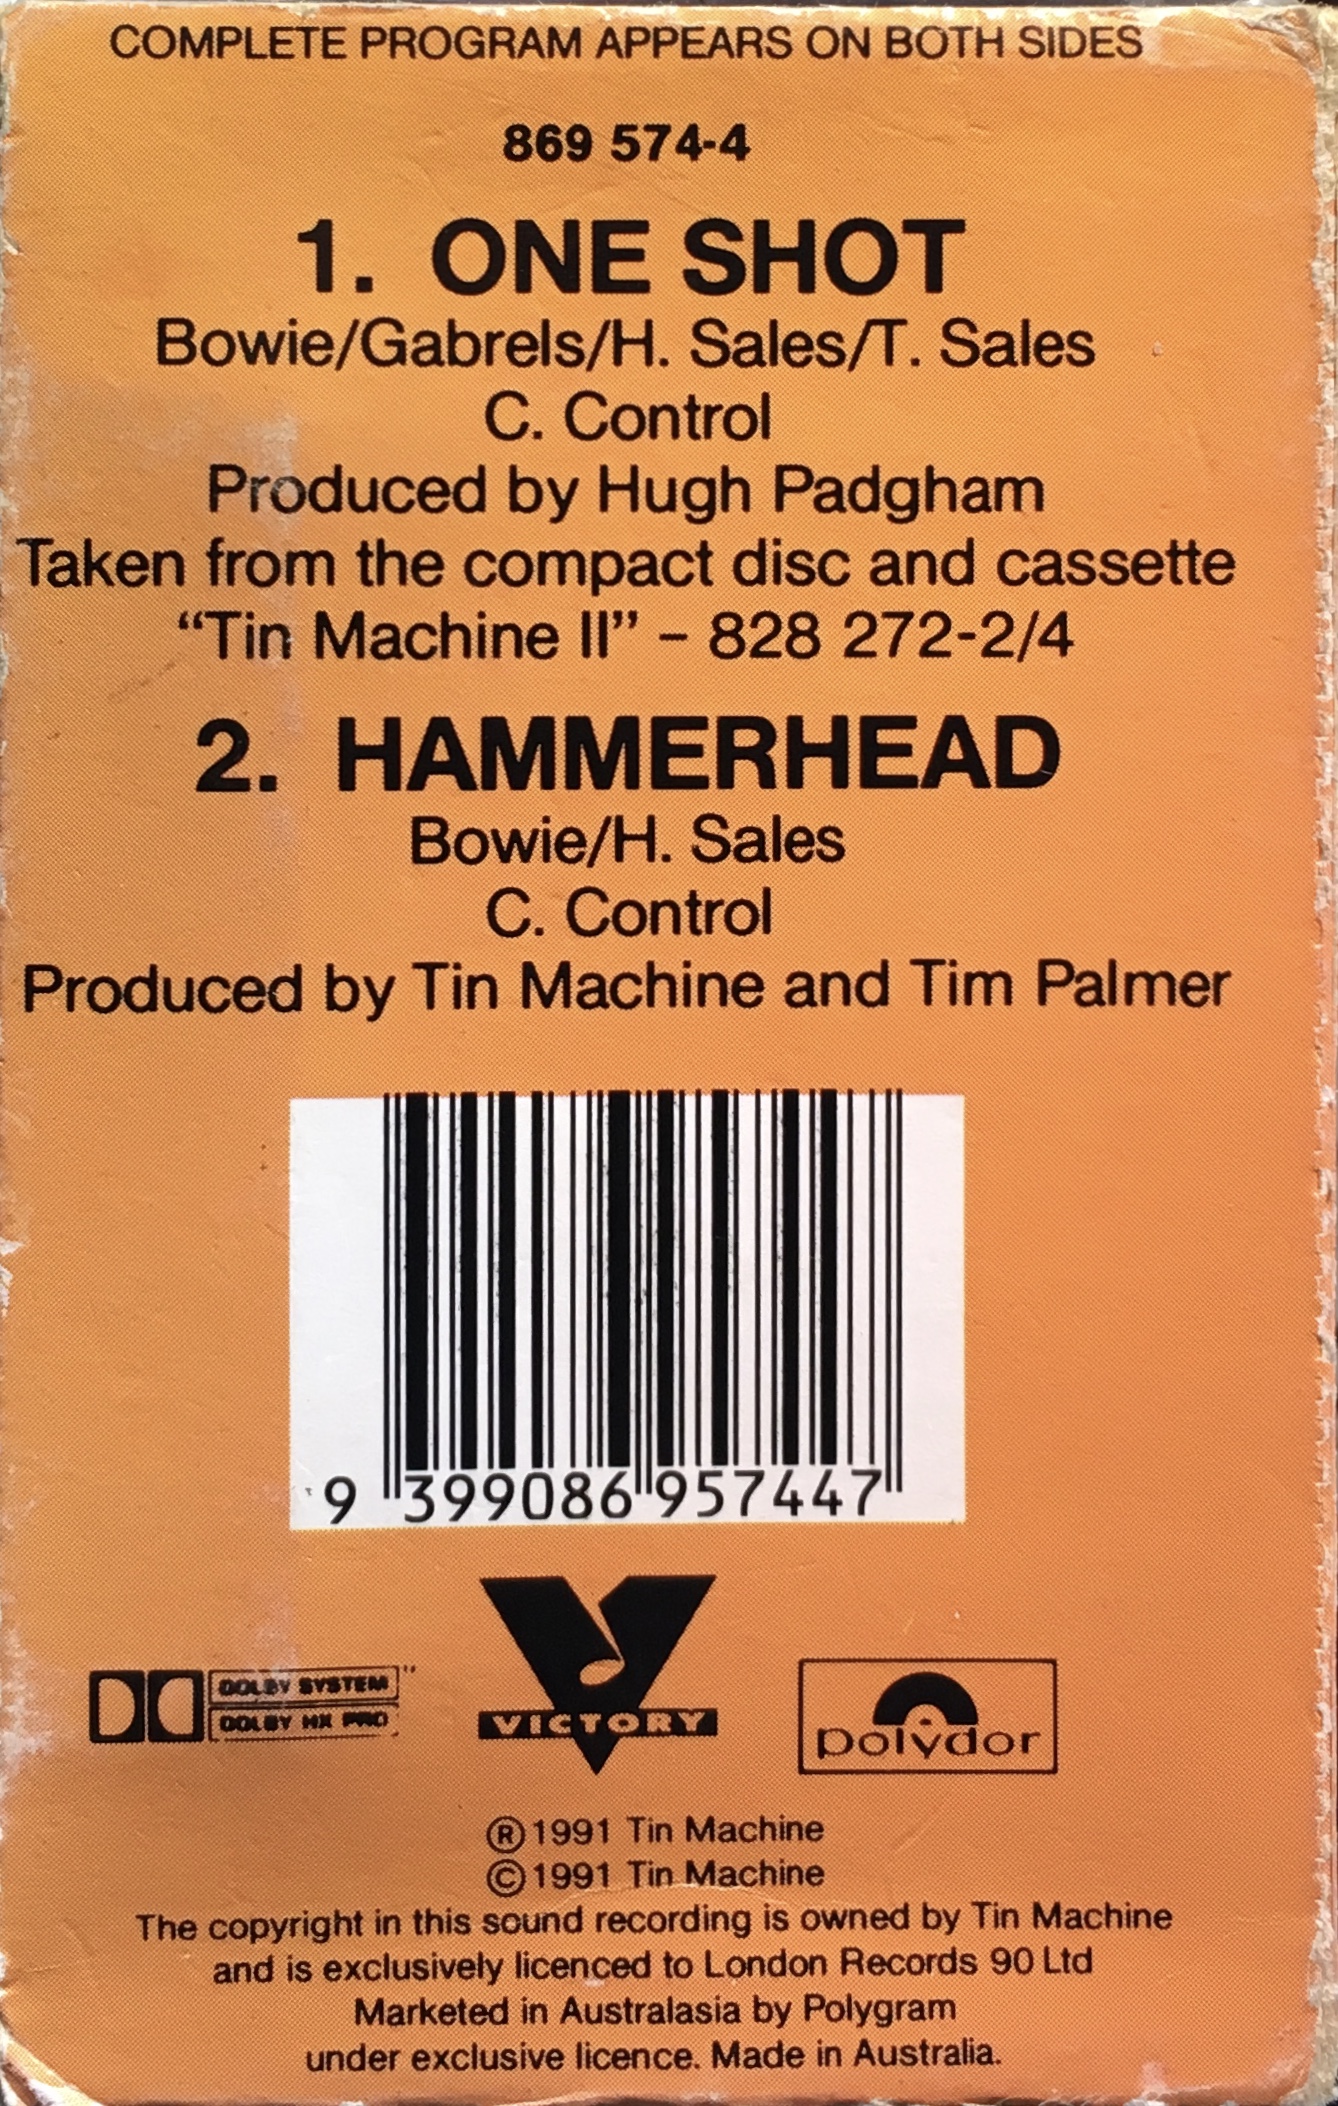 COMPLETE PROGRAM APPEARS ON BOTH SIDES
869 574-4
1. ONE SHOT
Bowie/Gabrels/H. Sales/T. Sales
C. Control
Produced by Hugh Padgham
Taken from the compact disc and cassette
“Tin Machine II” – 828 272-2/4
2. HAMMERHEAD
Bowie/H. Sales
C. Control
Produced by Tin Machine and Tim Palmer
9 399086 957447
DOLBY SYSTEM
DOLBY HX PRO
VICTORY
polydor
Ⓡ1991 Tin Machine
©1991 Tin Machine
The copyright in this sound recording is owned by Tin Machine
and is exclusively licenced to London Records 90 Ltd
Marketed in Australasia by Polygram
under exclusive licence. Made in Australia.